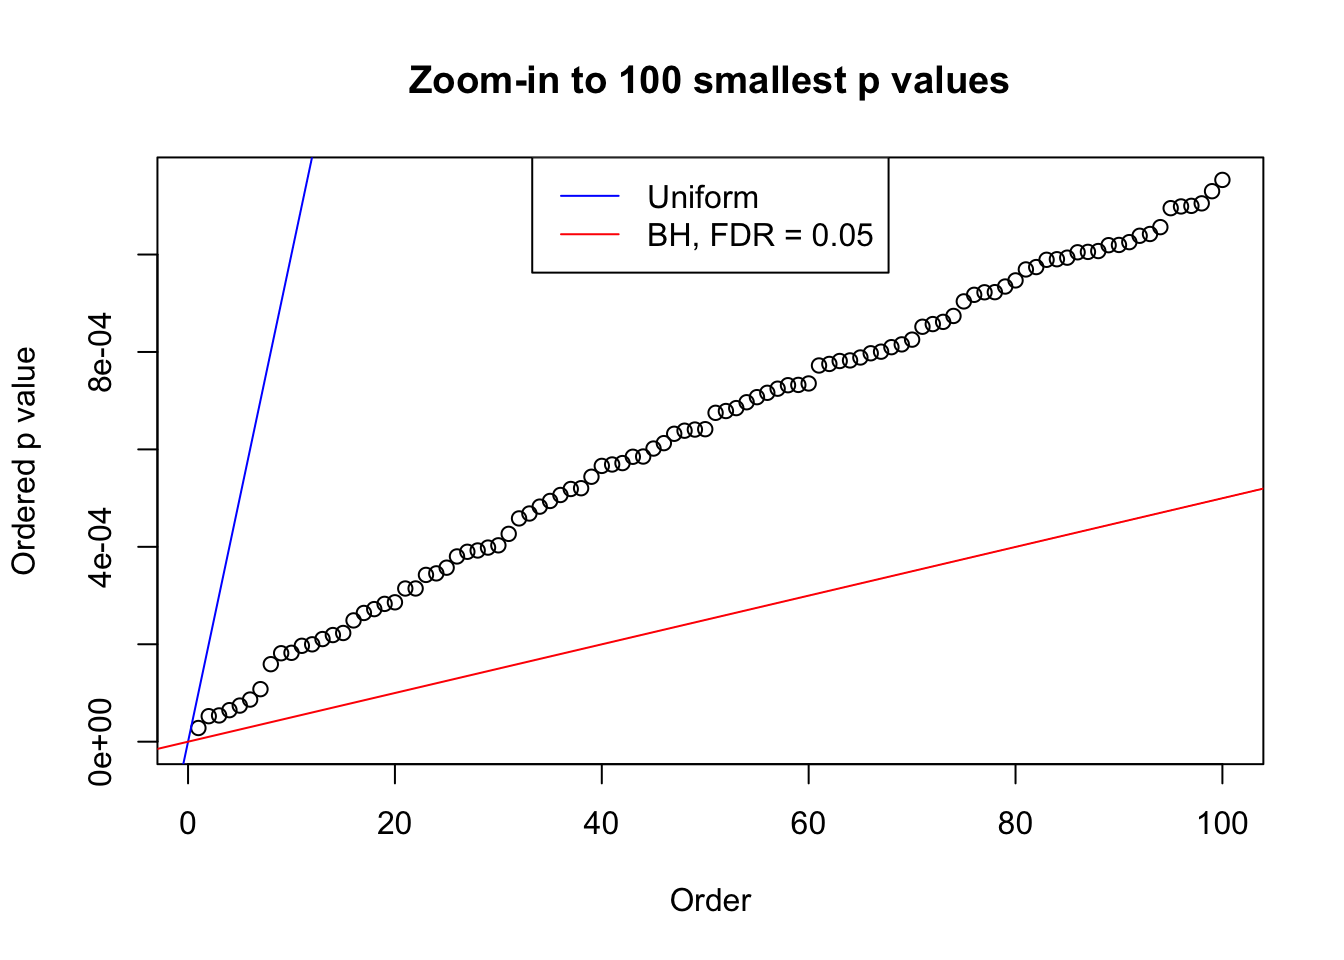 Zoom-in to 100 smallest p values
Uniform
BH, FDR = 0.05
Ordered p value
8e-04
4e-04
0e+00
0 20 40 60 80 100
Order